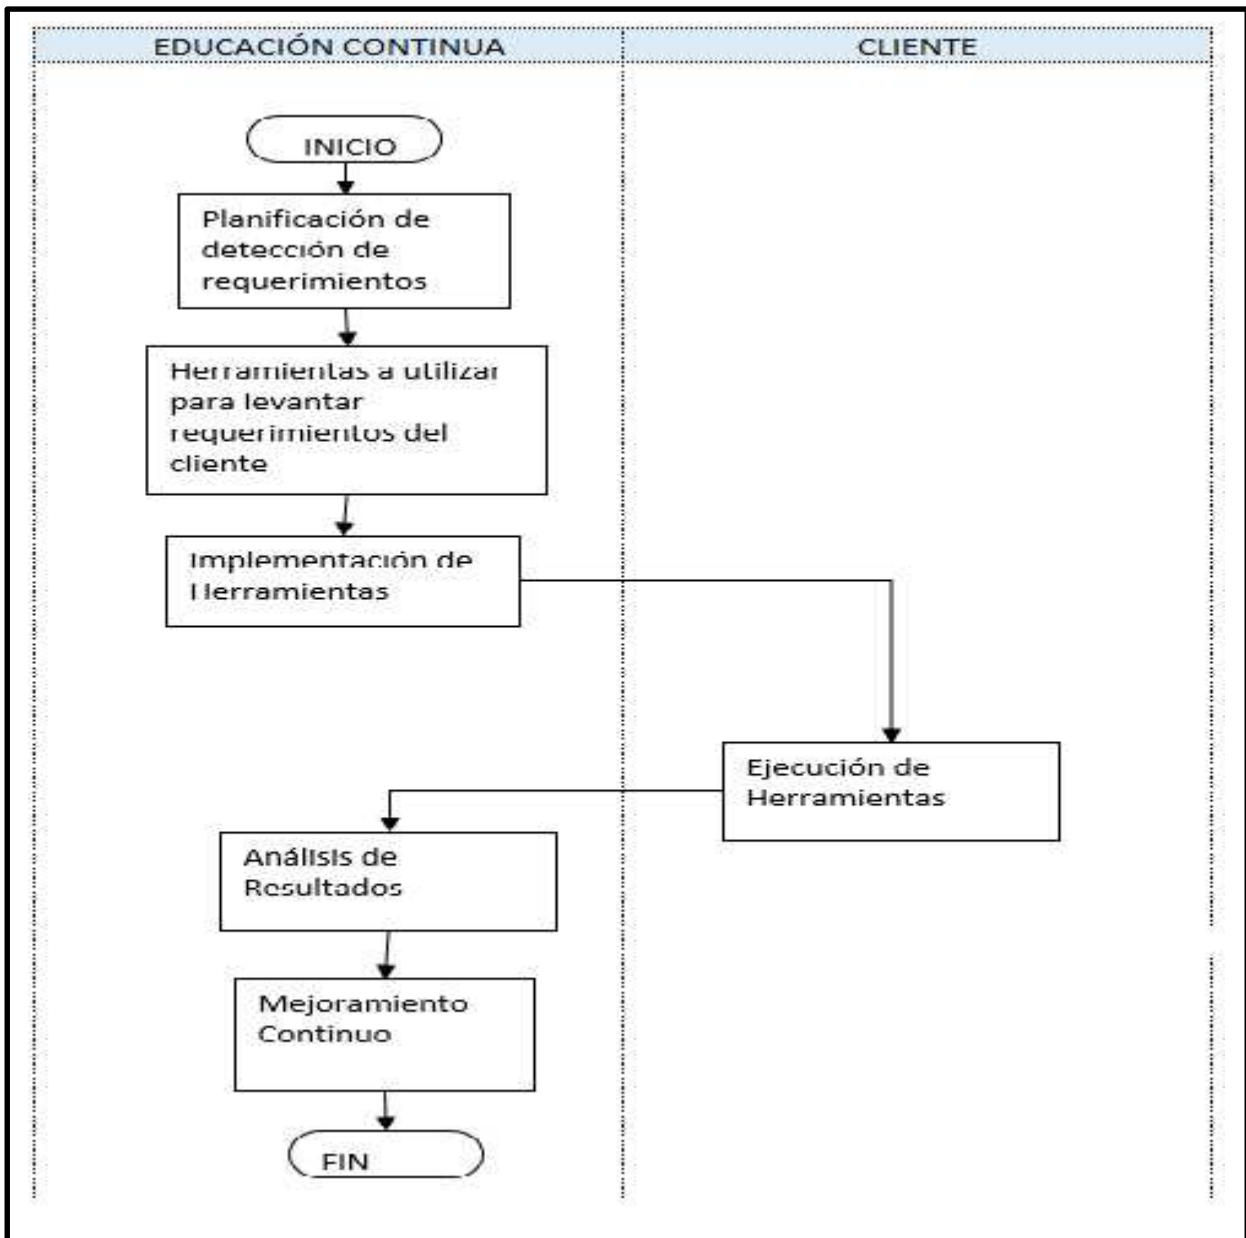 EDUCACIÓN CONTINUA
CLIENTE
INICIO
Planificación de
detección de
requerimientos
Herramientas a utilizar
para levantar
requerimientos del
cliente
Implementación de
Herramientas
Ejecución de
Herramientas
Análisis de
Resultados
Mejoramiento
Continuo
FIN